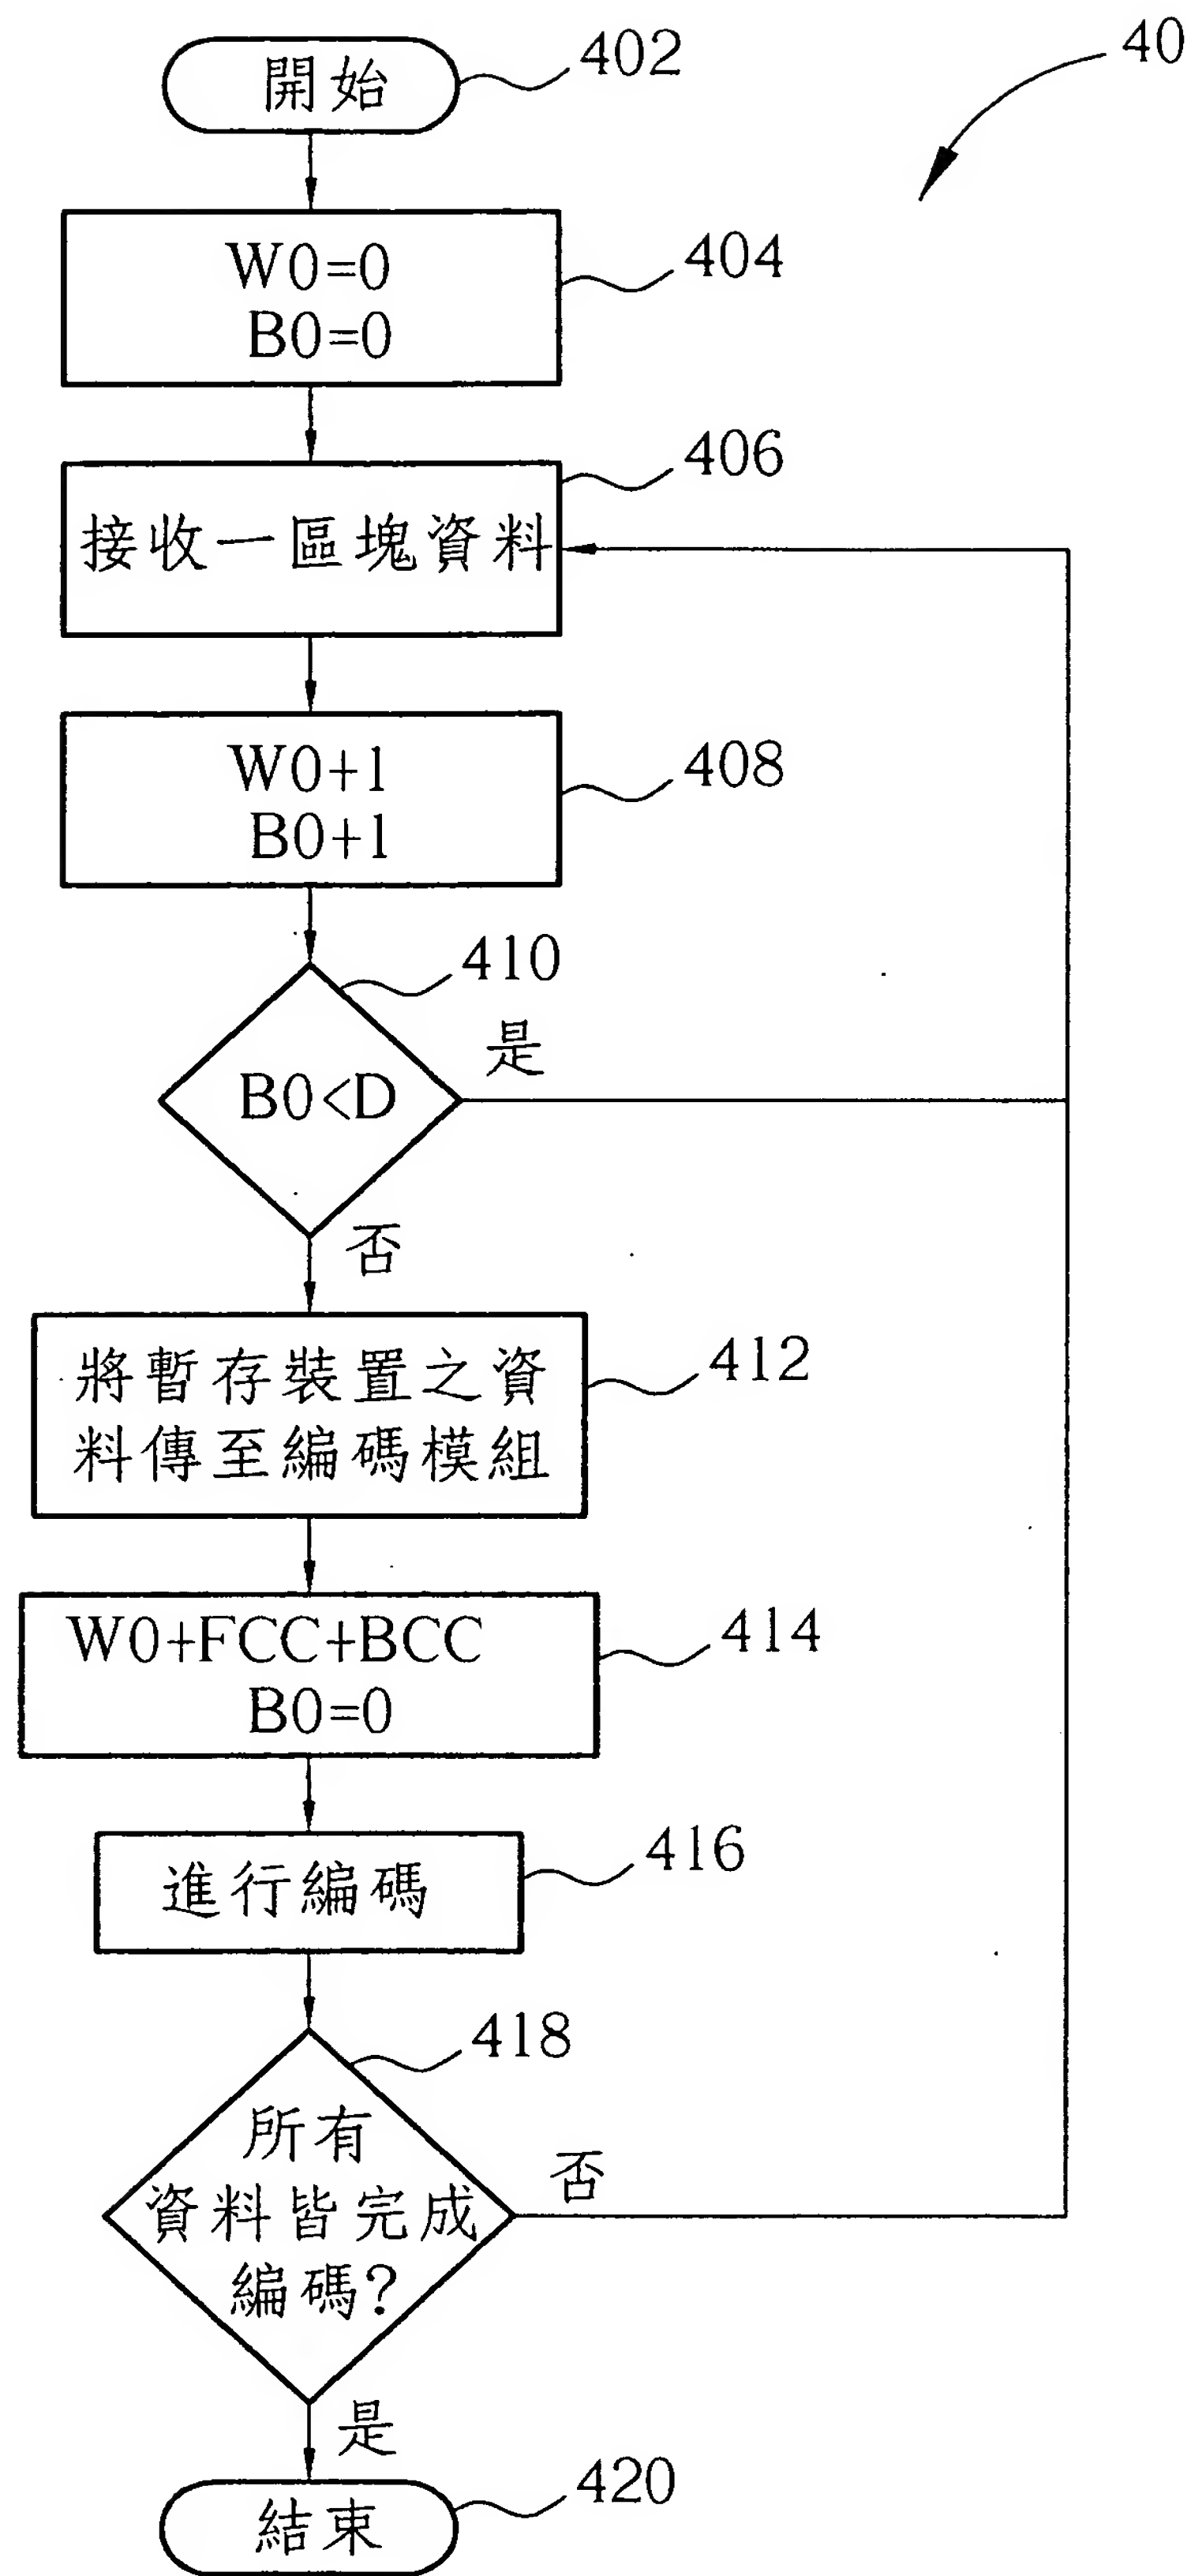 開始
402
40
W0=0
B0=0
404
接收一區塊資料
406
W0+1
B0+1
408
B0<D
410
是
否
將暫存裝置之資
料傳至編碼模組
412
W0+FCC+BCC
B0=0
414
進行編碼
416
所有
資料皆完成
編碼?
418
否
是
結束
420